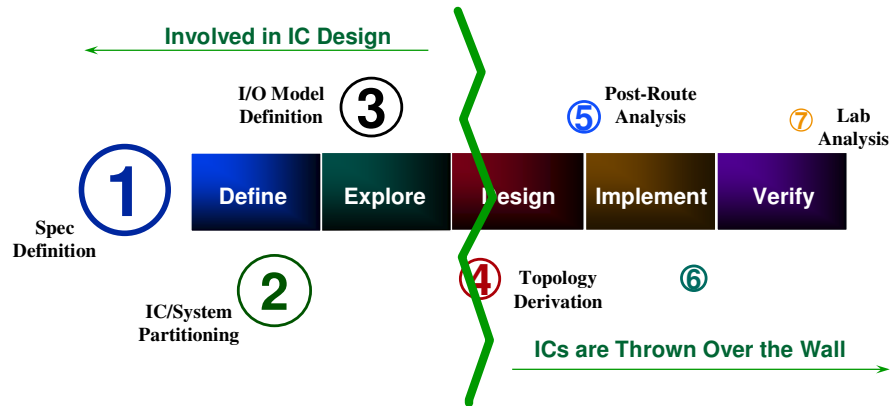 Involved in IC Design
I/O Model
Definition
3
5
Post-Route
Analysis
7
Lab
Analysis
1
Spec
Definition
Define
Explore
Design
Implement
Verify
2
IC/System
Partitioning
4
Topology
Derivation
6
ICs are Thrown Over the Wall